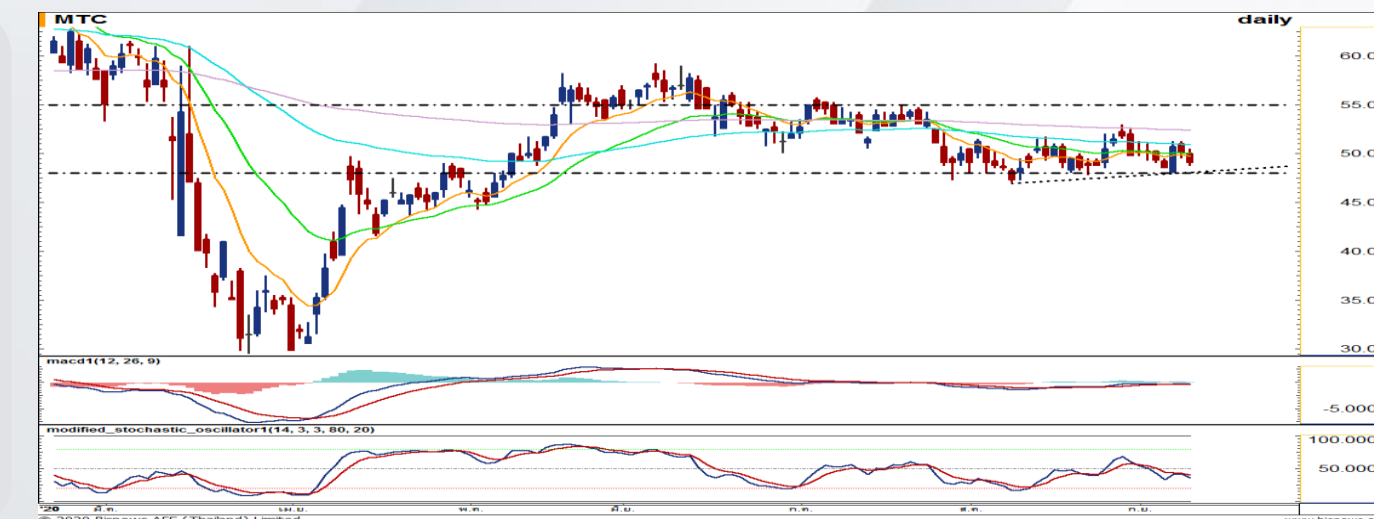 MTC daily
60.0
55.0
50.0
45.0
40.0
35.0
30.0
macd1(12, 26, 9)
-5.000
modified_stochastic_oscillator1(14, 3, 3, 80, 20)
100.000
50.000
'20 มี.ค. เม.ย. พ.ค. มิ.ย. ก.ค. ส.ค. ก.ย.